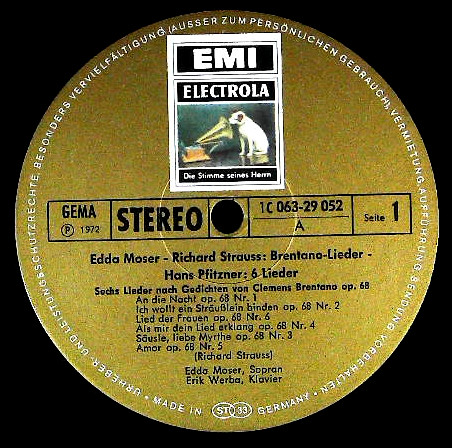 URHEBER- UND LEISTUNGSSCHUTZRECHTE, BESONDERS VERVIELFÄLTIGUNG (AUSSER ZUM PERSÖNLICHEN GEBRAUCH), VERMIETUNG, AUFFÜHRUNG, SENDUNG VORBEHALTEN
EMI
ELECTROLA
Die Stimme seines Herrn
GEMA
Ⓟ 1972
STEREO
1C 063-29 052
A
Seite 1
Edda Moser - Richard Strauss: Brentano-Lieder -
Hans Pfitzner: 6 Lieder
Sechs Lieder nach Gedichten von Clemens Brentano op. 68
An die Nacht op. 68 Nr. 1
Ich wollt ein Sträußlein binden op. 68 Nr. 2
Lied der Frauen op. 68 Nr. 6
Als mir dein Lied erklang op. 68 Nr. 4
Säusle, liebe Myrthe op. 68 Nr. 3
Amor op. 68 Nr. 5
(Richard Strauss)
Edda Moser, Sopran
Erik Werba, Klavier
• MADE IN ST 33 GERMANY •